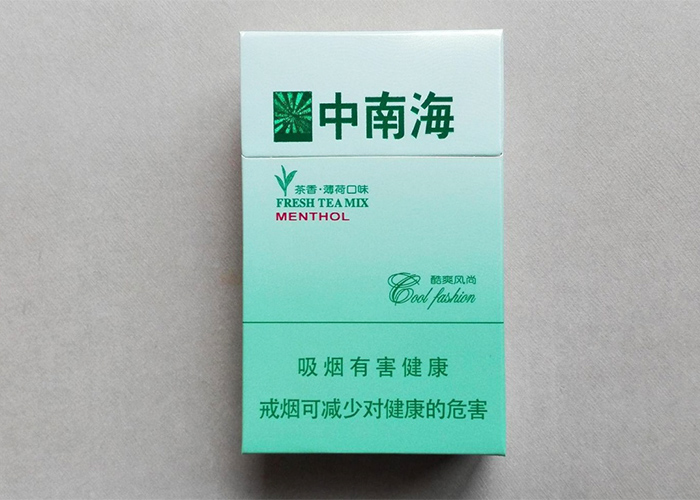 中南海
茶香·薄荷口味
FRESH TEA MIX
MENTHOL
酷爽风尚
Cool fashion
吸烟有害健康
戒烟可减少对健康的危害